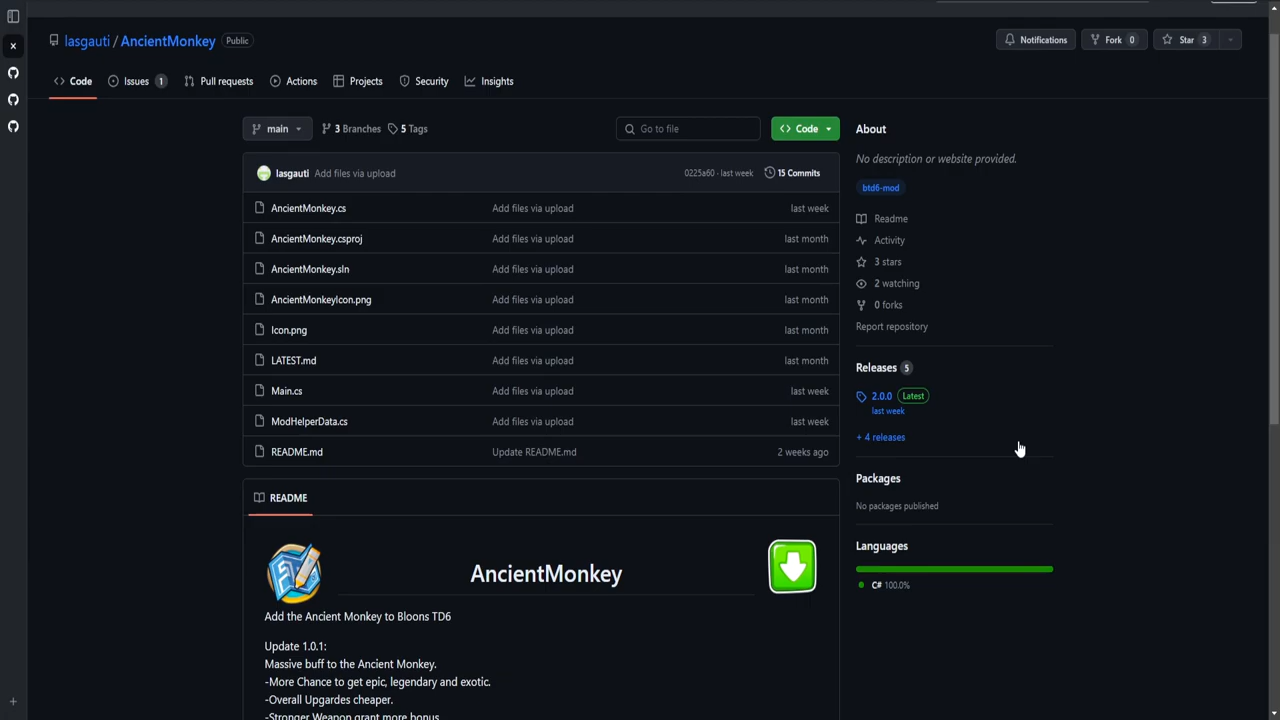 lasgauti / AncientMonkey Public
Notifications Fork 0 Star 3
Code Issues 1 Pull requests Actions Projects Security Insights
main 3 Branches 5 Tags Go to file Code
lasgauti Add files via upload 0225a60 · last week 15 Commits
AncientMonkey.cs Add files via upload last week
AncientMonkey.csproj Add files via upload last month
AncientMonkey.sln Add files via upload last month
AncientMonkeyIcon.png Add files via upload last month
Icon.png Add files via upload last month
LATEST.md Add files via upload last month
Main.cs Add files via upload last week
ModHelperData.cs Add files via upload last week
README.md Update README.md 2 weeks ago
README
AncientMonkey
Add the Ancient Monkey to Bloons TD6
Update 1.0.1:
Massive buff to the Ancient Monkey.
-More Chance to get epic, legendary and exotic.
-Overall Upgardes cheaper.
-Stronger Weapon grant more bonus
About
No description or website provided.
btd6-mod
Readme
Activity
3 stars
2 watching
0 forks
Report repository
Releases 5
2.0.0 Latest
last week
+ 4 releases
Packages
No packages published
Languages
C# 100.0%